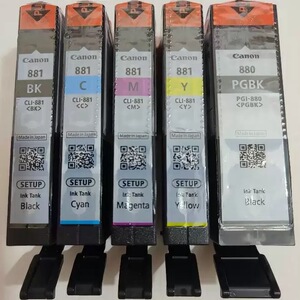 Canon
881
BK
CLI-881
<BK>
Made in Japan
SETUP
Ink Tank
Black
Canon
881
C
CLI-881
<C>
Made in Japan
SETUP
Ink Tank
Cyan
Canon
881
M
CLI-881
<M>
Made in Japan
SETUP
Ink Tank
Magenta
Canon
881
Y
CLI-881
<Y>
Made in Japan
SETUP
Ink Tank
Yellow
Canon
880
PGBK
PGI-880
<PGBK>
Made in Japan
SETUP
Ink Tank
Black